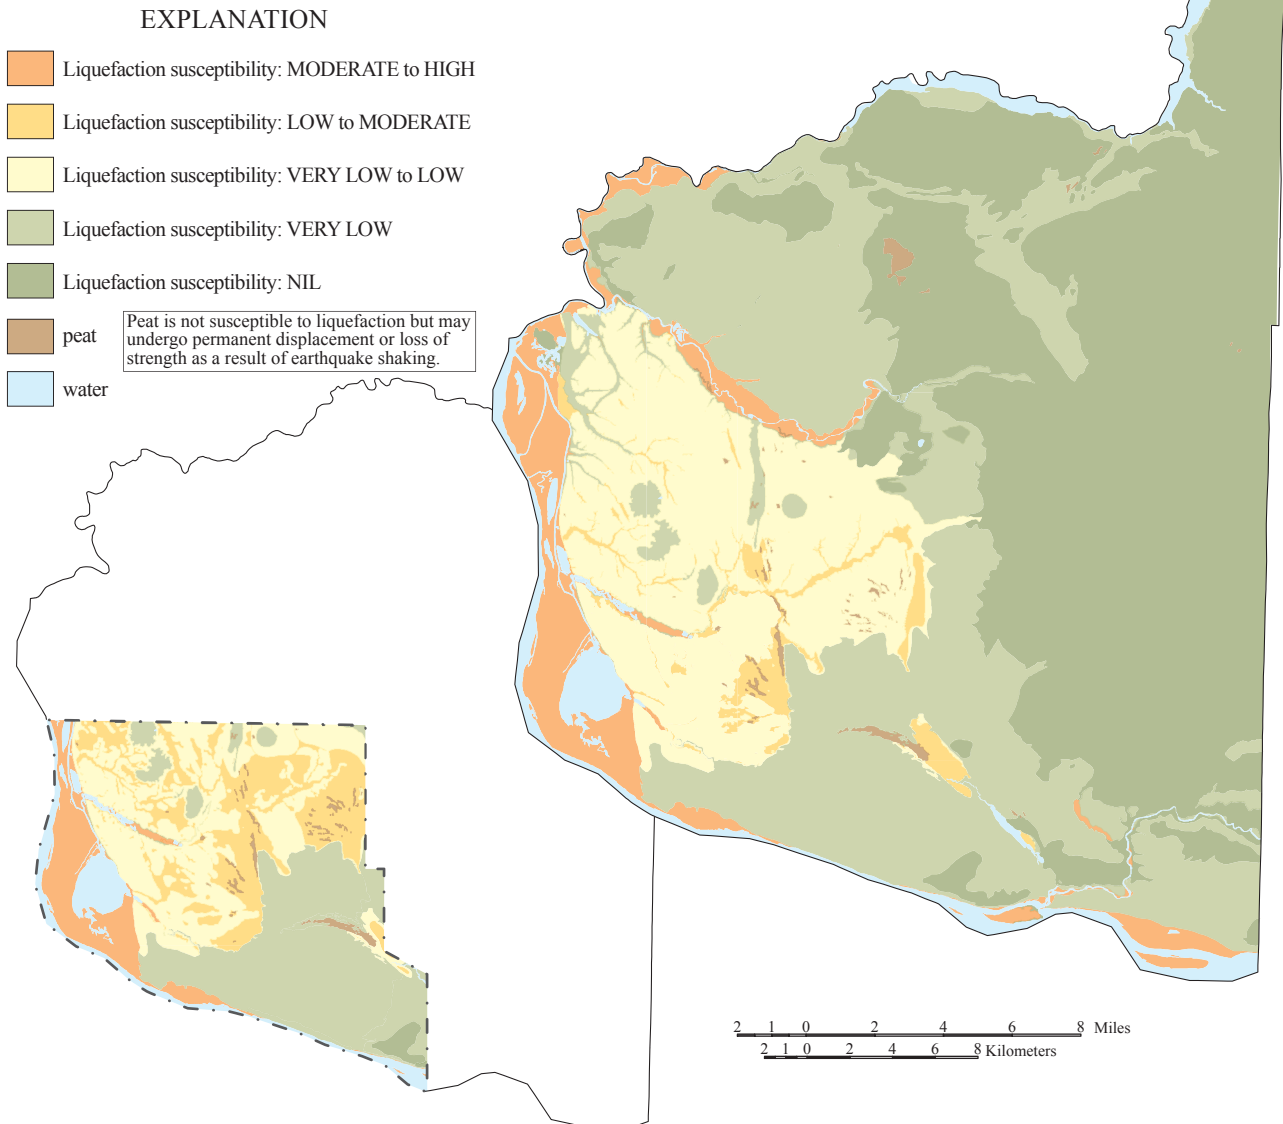 EXPLANATION
Liquefaction susceptibility: MODERATE to HIGH
Liquefaction susceptibility: LOW to MODERATE
Liquefaction susceptibility: VERY LOW to LOW
Liquefaction susceptibility: VERY LOW
Liquefaction susceptibility: NIL
peat
Peat is not susceptible to liquefaction but may
undergo permanent displacement or loss of
strength as a result of earthquake shaking.
water
2 1 0 2 4 6 8 Miles
2 1 0 2 4 6 8 Kilometers